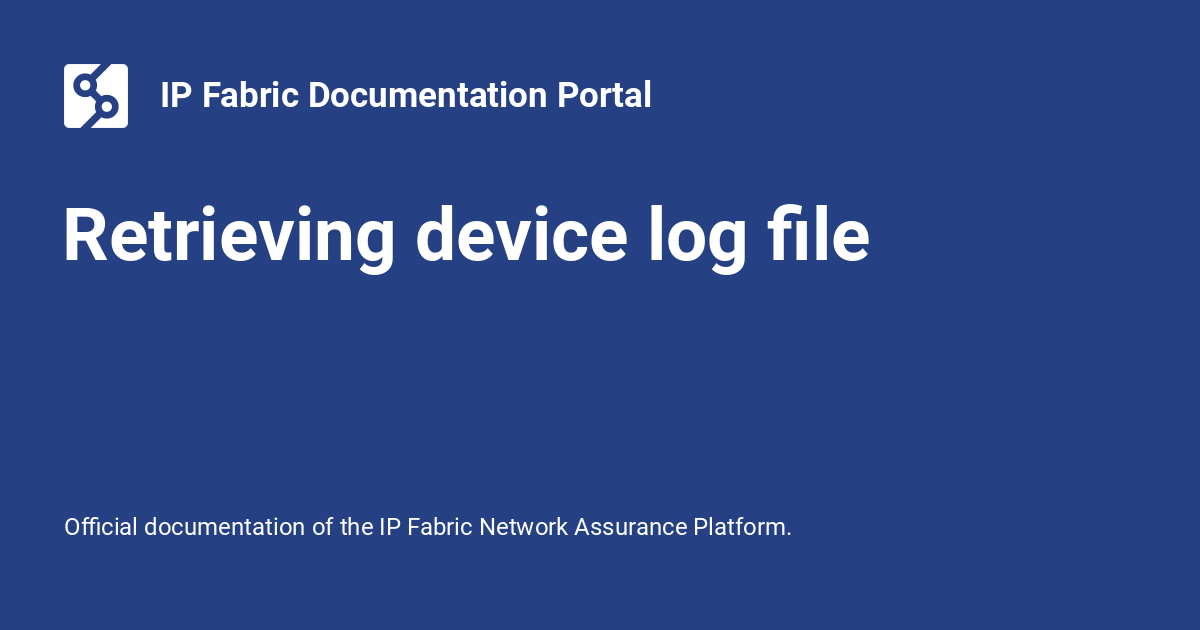 IP Fabric Documentation Portal
Retrieving device log file
Official documentation of the IP Fabric Network Assurance Platform.